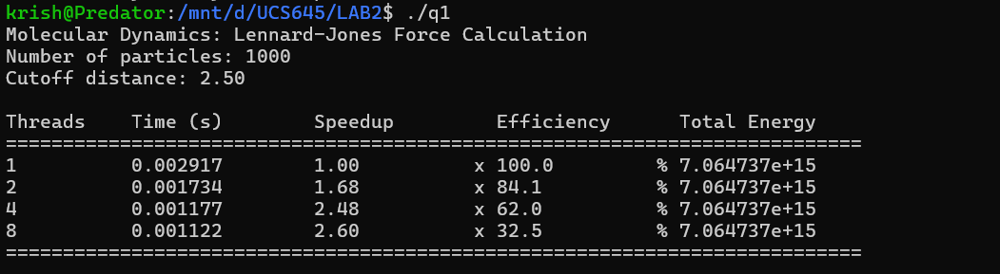 krish@Predator:/mnt/d/UCS645/LAB2$ ./q1
Molecular Dynamics: Lennard-Jones Force Calculation
Number of particles: 1000
Cutoff distance: 2.50

Threads    Time (s)        Speedup         Efficiency      Total Energy
===========================================================================
1          0.002917        1.00          x 100.0         % 7.064737e+15
2          0.001734        1.68          x 84.1          % 7.064737e+15
4          0.001177        2.48          x 62.0          % 7.064737e+15
8          0.001122        2.60          x 32.5          % 7.064737e+15
===========================================================================